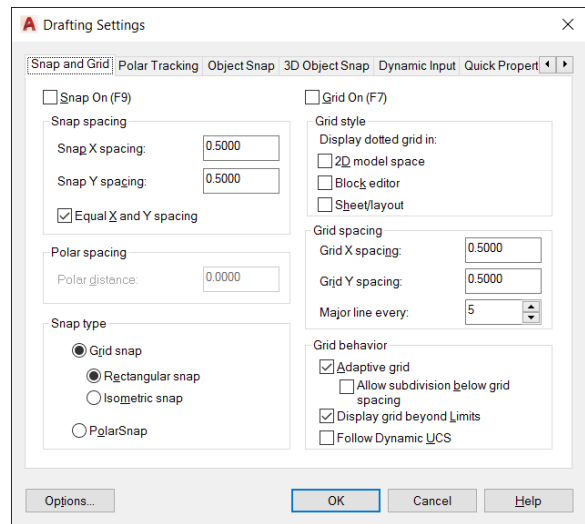 A Drafting Settings
Snap and Grid Polar Tracking Object Snap 3D Object Snap Dynamic Input Quick Propert
Snap On (F9)
Snap spacing
Snap X spacing: 0.5000
Snap Y spacing: 0.5000
Equal X and Y spacing
Polar spacing
Polar distance: 0.0000
Snap type
Grid snap
Rectangular snap
Isometric snap
PolarSnap
Grid On (F7)
Grid style
Display dotted grid in:
2D model space
Block editor
Sheet/layout
Grid spacing
Grid X spacing: 0.5000
Grid Y spacing: 0.5000
Major line every: 5
Grid behavior
Adaptive grid
Allow subdivision below grid
spacing
Display grid beyond Limits
Follow Dynamic UCS
Options... OK Cancel Help